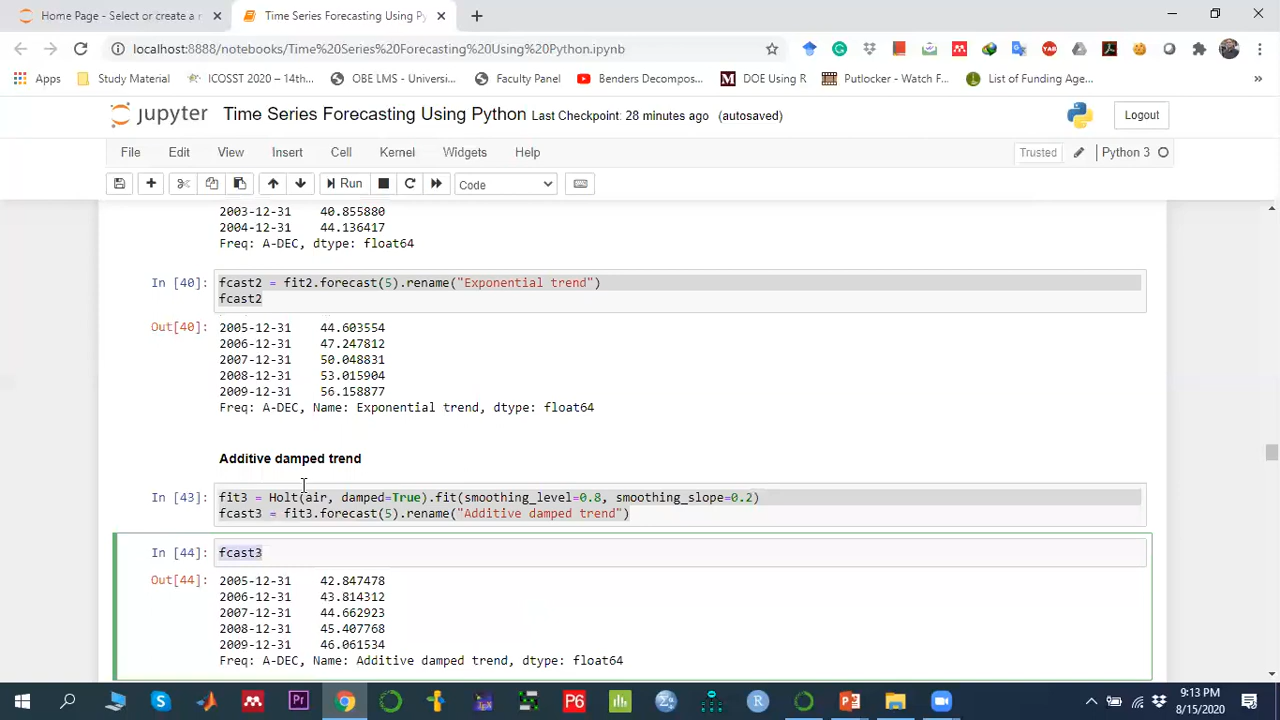 Home Page - Select or create a r
Time Series Forecasting Using Py
localhost:8888/notebooks/Time%20Series%20Forecasting%20Using%20Python.ipynb
Apps
Study Material
ICOSST 2020 – 14th...
OBE LMS - Universi...
Faculty Panel
Benders Decompos...
DOE Using R
Putlocker - Watch F...
List of Funding Age...
»
jupyter
Time Series Forecasting Using Python Last Checkpoint: 28 minutes ago (autosaved)
Logout
File Edit View Insert Cell Kernel Widgets Help
Trusted
Python 3
Run
Code
2003-12-31 40.855880
2004-12-31 44.136417
Freq: A-DEC, dtype: float64
In [40]: fcast2 = fit2.forecast(5).rename("Exponential trend")
fcast2
Out[40]: 2005-12-31 44.603554
2006-12-31 47.247812
2007-12-31 50.048831
2008-12-31 53.015904
2009-12-31 56.158877
Freq: A-DEC, Name: Exponential trend, dtype: float64
Additive damped trend
In [43]: fit3 = Holt(air, damped=True).fit(smoothing_level=0.8, smoothing_slope=0.2)
fcast3 = fit3.forecast(5).rename("Additive damped trend")
In [44]: fcast3
Out[44]: 2005-12-31 42.847478
2006-12-31 43.814312
2007-12-31 44.662923
2008-12-31 45.407768
2009-12-31 46.061534
Freq: A-DEC, Name: Additive damped trend, dtype: float64
Pr
P6
R
9:13 PM
8/15/2020